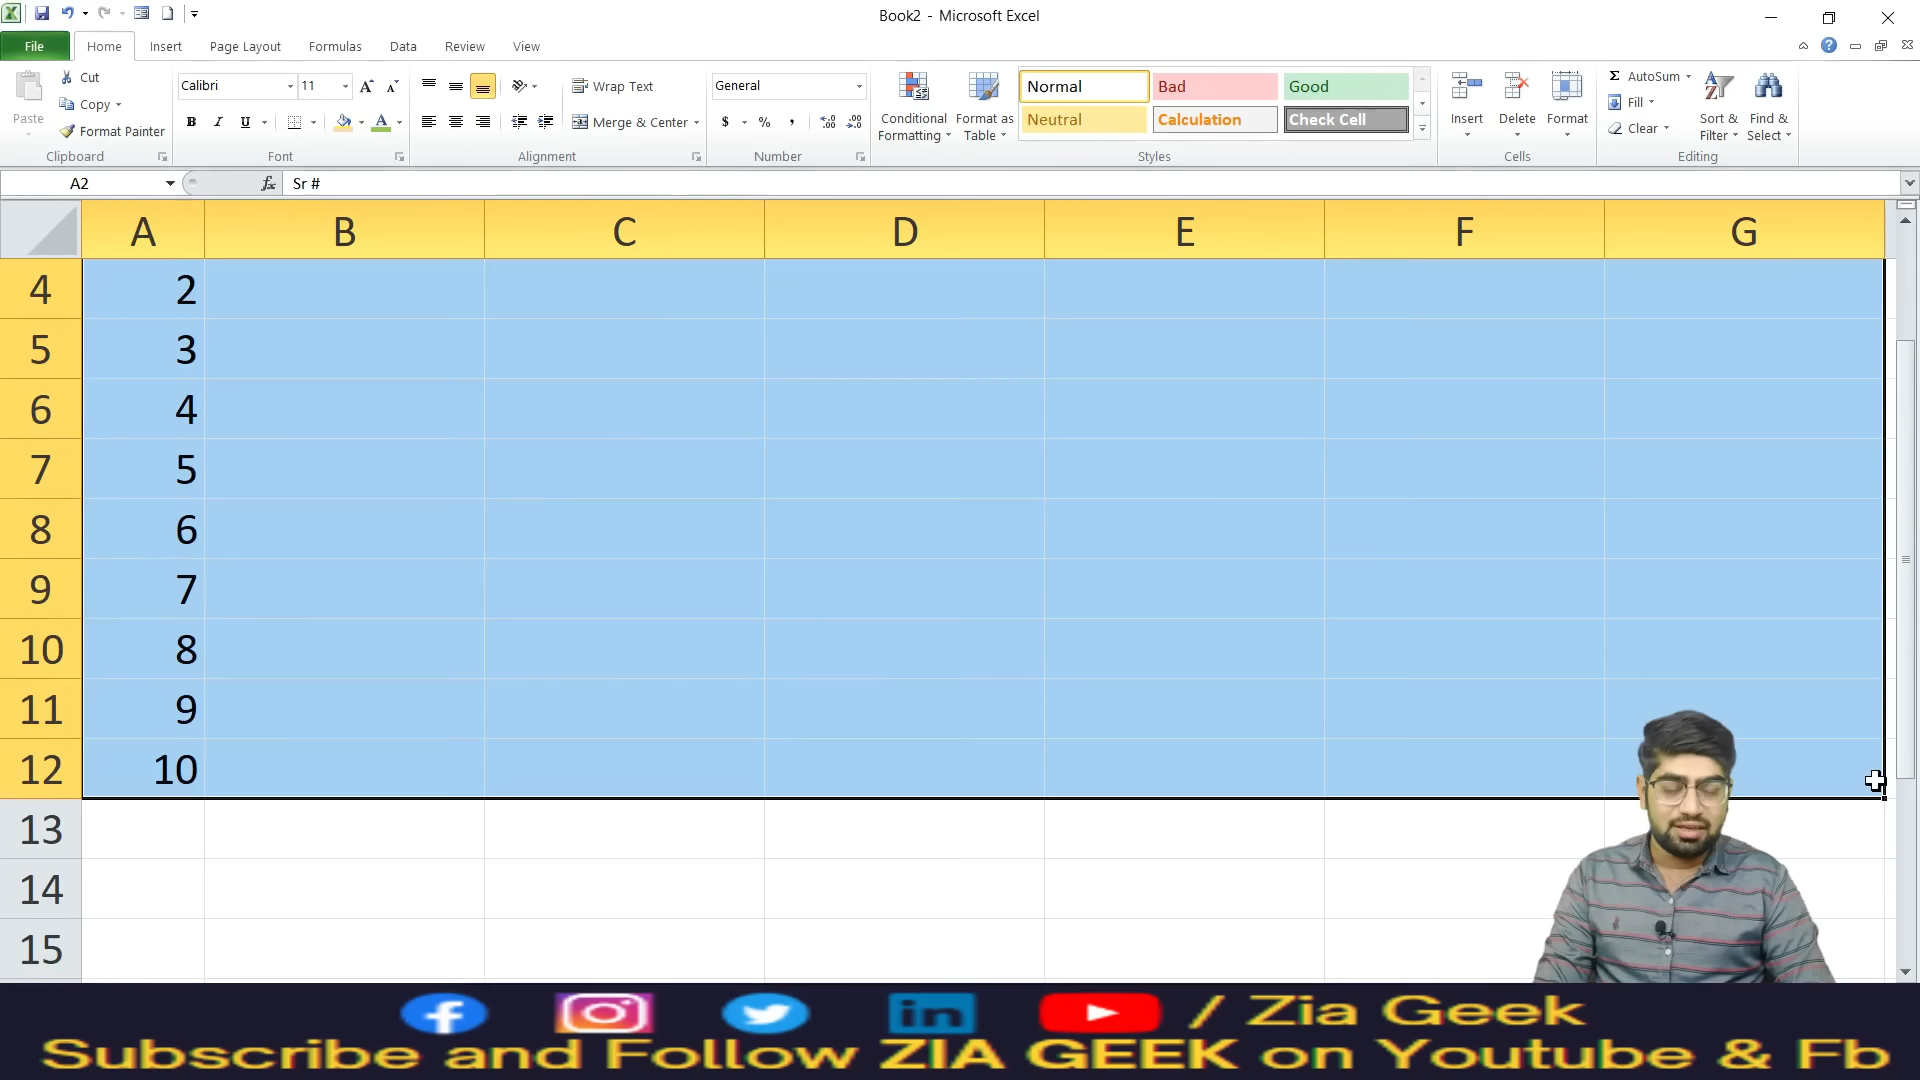 Book2 - Microsoft Excel
File Home Insert Page Layout Formulas Data Review View
Paste Cut Copy Format Painter Clipboard
Calibri 11 A A B I U A Font
Wrap Text Merge & Center Alignment
General $ % , Number
Conditional Formatting Format as Table Normal Bad Good Neutral Calculation Check Cell Styles
Insert Delete Format Cells
Σ AutoSum Fill Clear Sort & Filter Find & Select Editing
A2 fx Sr #
A B C D E F G
4 2
5 3
6 4
7 5
8 6
9 7
10 8
11 9
12 10
13
14
15
/ Zia Geek
Subscribe and Follow ZIA GEEK on Youtube & Fb